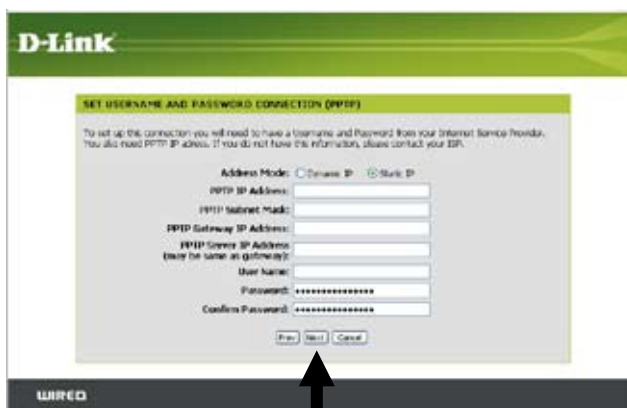 D-Link
SET USERNAME AND PASSWORD CONNECTION (PPTP)
To set up this connection you will need to have a Username and Password from your Internet Service Provider.
You also need PPTP IP adress. If you do not have this information, please contact your ISP.
Address Mode: Dynamic IP Static IP
PPTP IP Address:
PPTP Subnet Mask:
PPTP Gateway IP Address:
PPTP Server IP Address
(may be same as gateway):
User Name:
Password: •••••••••••••••
Confirm Password: •••••••••••••••
Prev Next Cancel
WIRED